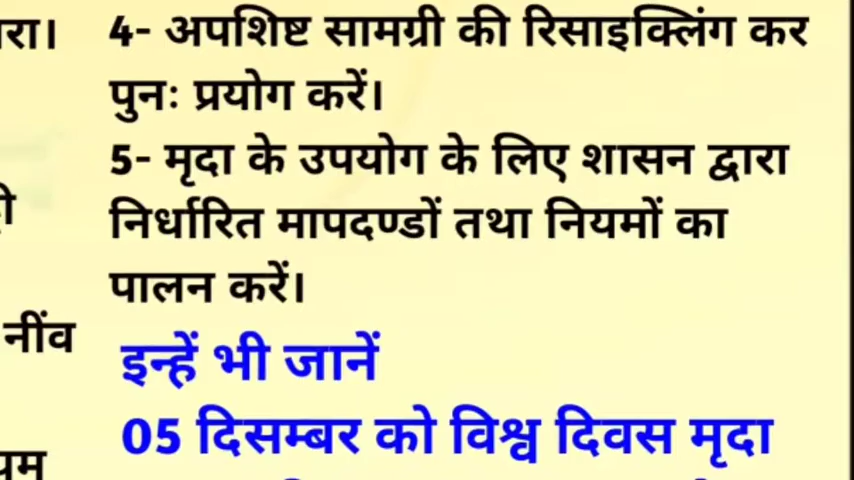 रा।
4- अपशिष्ट सामग्री की रिसाइक्लिंग कर
पुनः प्रयोग करें।
5- मृदा के उपयोग के लिए शासन द्वारा
निर्धारित मापदण्डों तथा नियमों का
पालन करें।
नींव
इन्हें भी जानें
05 दिसम्बर को विश्व दिवस मृदा